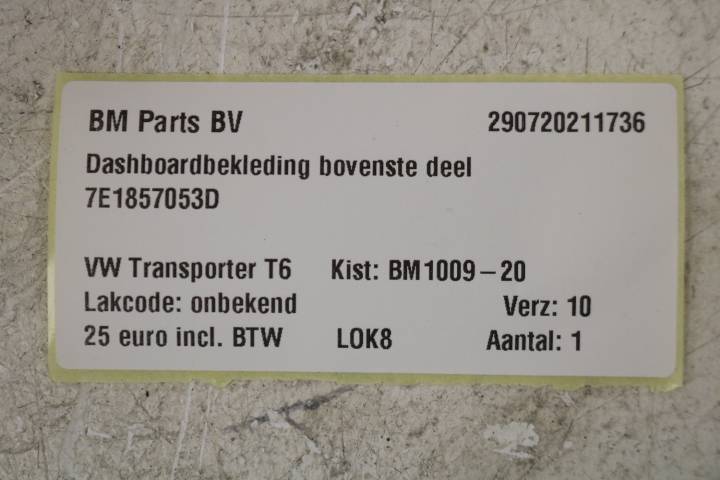 BM Parts BV 290720211736
Dashboardbekleding bovenste deel
7E1857053D
VW Transporter T6 Kist: BM1009-20
Lakcode: onbekend Verz: 10
25 euro incl. BTW LOK8 Aantal: 1